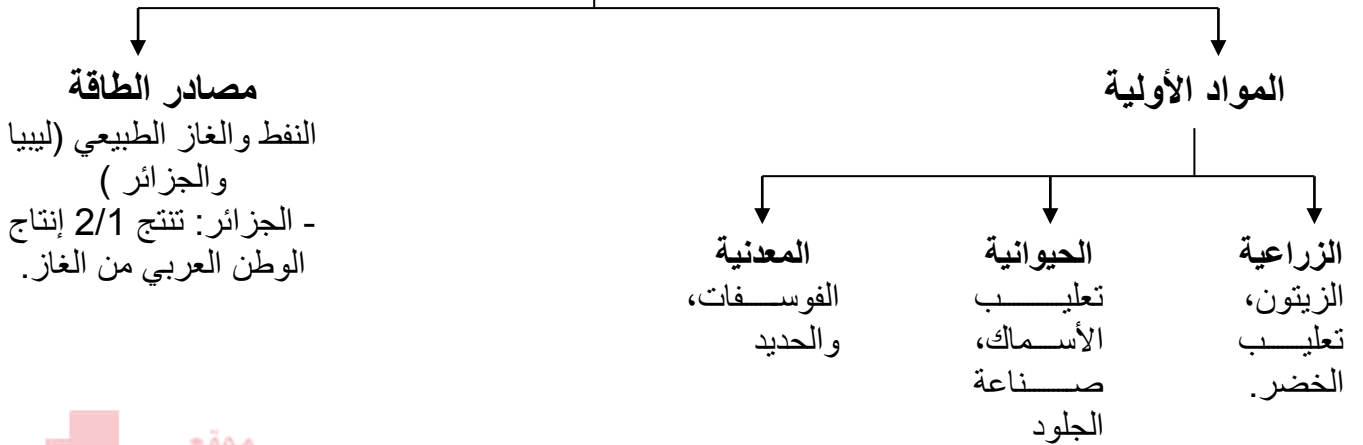 المواد الأولية
الزراعية
الزيتون،
تعليب
الخضر.
الحيوانية
تعليب
الأسماك،
صناعة
الجلود
المعدنية
الفوسفات،
والحديد
مصادر الطاقة
النفط والغاز الطبيعي (ليبيا
والجزائر )
- الجزائر: تنتج 2/1 إنتاج
الوطن العربي من الغاز.
موقع